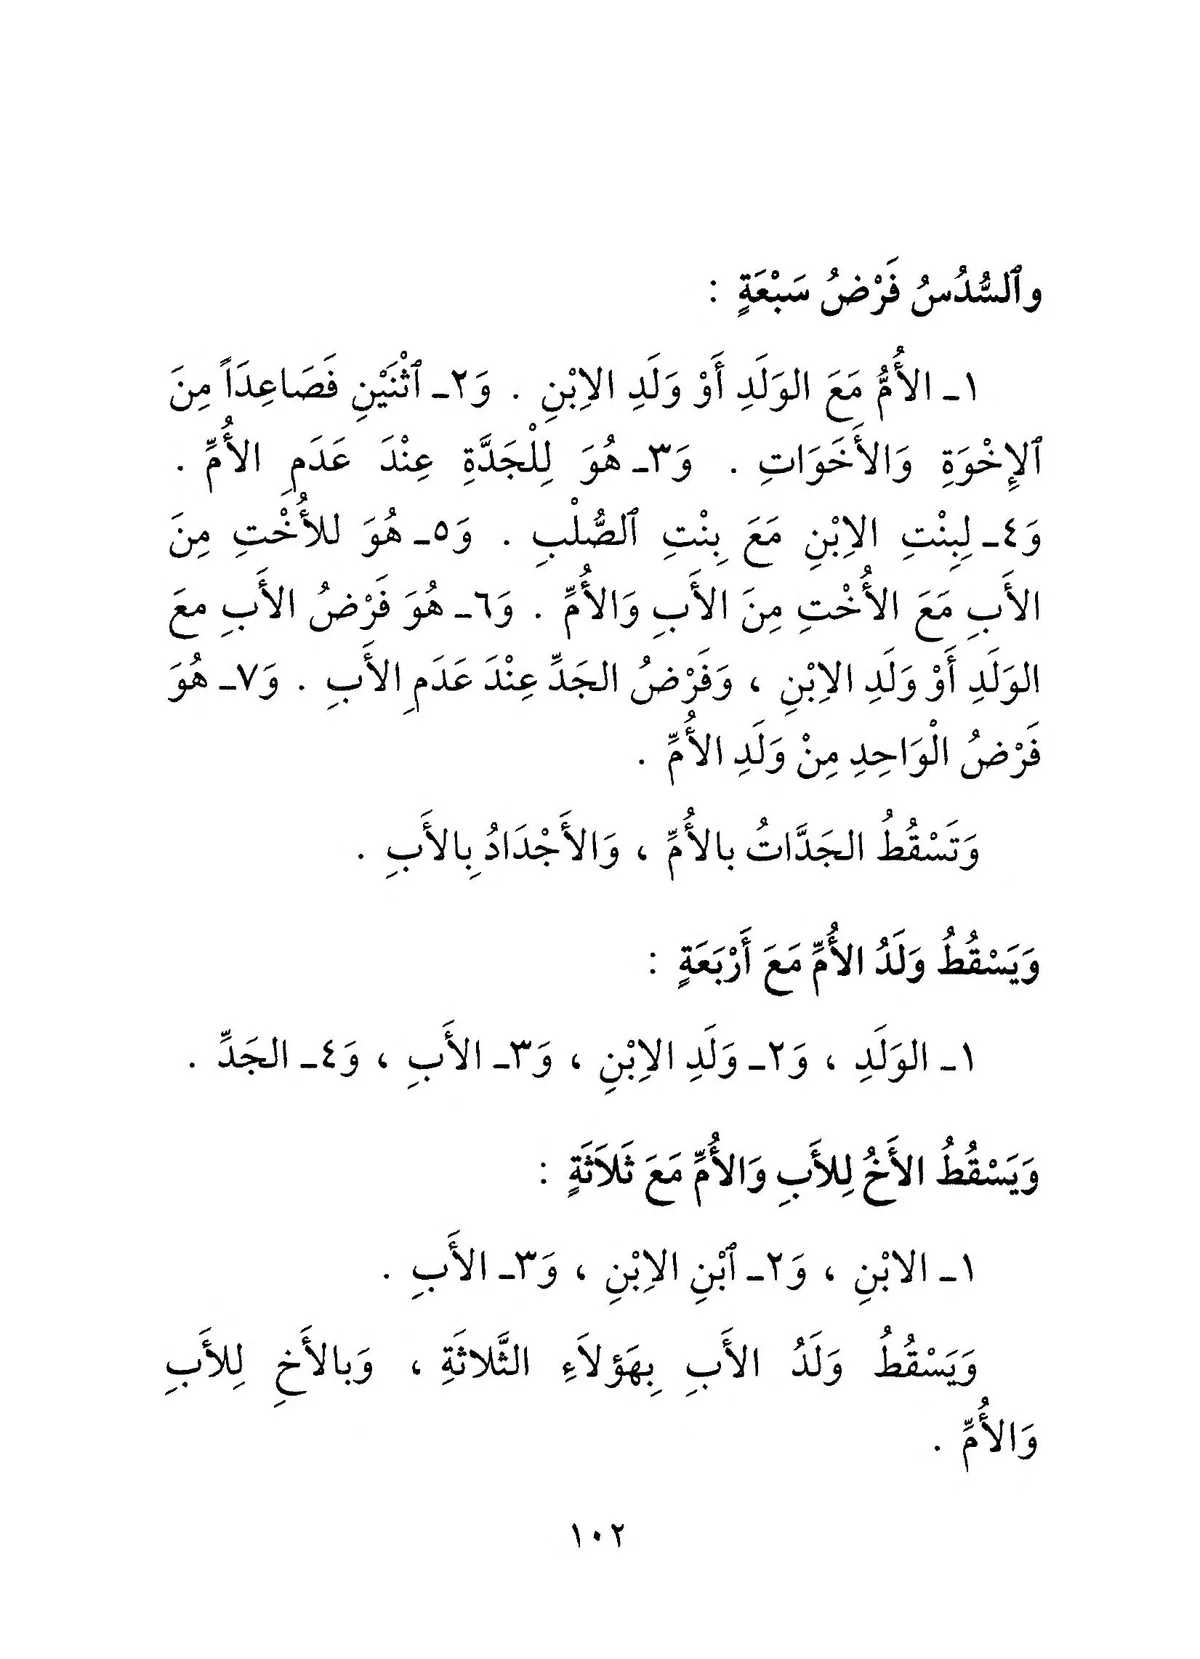 وٱلسُّدُسُ فَرْضُ سَبْعَةٍ :
١ـ الأُمُّ مَعَ الوَلَدِ أَوْ وَلَدِ الاِبْنِ . وَ٢ـ ٱثْنَيْنِ فَصَاعِدَاً مِنَ
ٱلإِخْوَةِ وَالأَخَوَاتِ . وَ٣ـ هُوَ لِلْجَدَّةِ عِنْدَ عَدَمِ الأُمِّ .
وَ٤ـ لِبِنْتِ الاِبْنِ مَعَ بِنْتِ ٱلصُّلْبِ . وَ٥ـ هُوَ للأُخْتِ مِنَ
الأَبِ مَعَ الأُخْتِ مِنَ الأَبِ وَالأُمِّ . وَ٦ـ هُوَ فَرْضُ الأَبِ معَ
الوَلَدِ أَوْ وَلَدِ الاِبْنِ ، وَفَرْضُ الجَدِّ عِنْدَ عَدَمِ الأَبِ . وَ٧ـ هُوَ
فَرْضُ الْوَاحِدِ مِنْ وَلَدِ الأُمِّ .
وَتَسْقُطُ الجَدَّاتُ بالأُمِّ ، وَالأَجْدَادُ بِالأَبِ .
وَيَسْقُطُ وَلَدُ الأُمِّ مَعَ أَرْبَعَةٍ :
١ـ الوَلَدِ ، وَ٢ـ وَلَدِ الاِبْنِ ، وَ٣ـ الأَبِ ، وَ٤ـ الجَدِّ .
وَيَسْقُطُ الأَخُ لِلأَبِ وَالأُمِّ مَعَ ثَلاَثَةٍ :
١ـ الابْنِ ، وَ٢ـ ٱبْنِ الاِبْنِ ، وَ٣ـ الأَبِ .
وَيَسْقُطُ وَلَدُ الأَبِ بِهَؤلاَءِ الثَّلاثَةِ ، وَبالأَخِ لِلأَبِ
وَالأُمِّ .
١٠٢